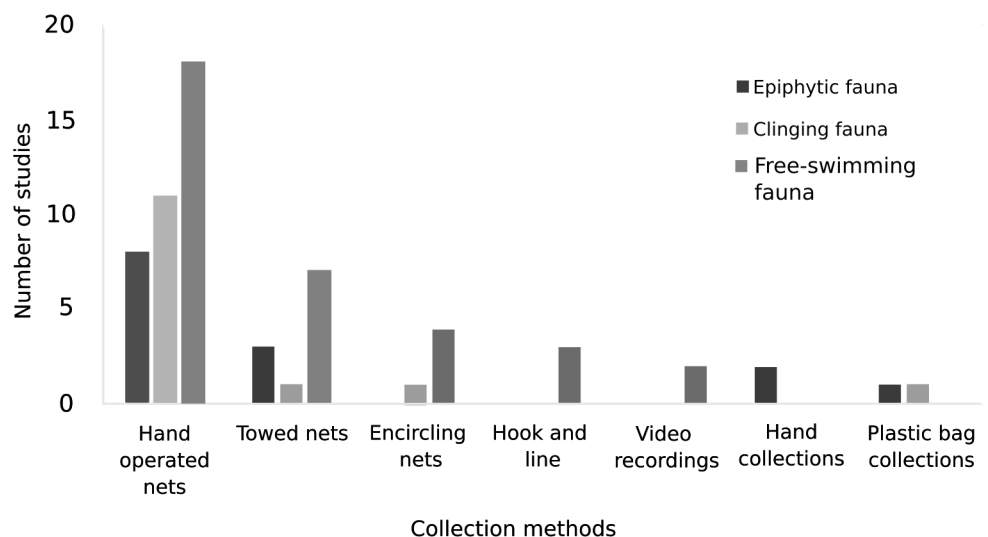 20
15
10
5
0
Number of studies
Epiphytic fauna
Clinging fauna
Free-swimming
fauna
Hand
operated
nets
Towed nets
Encircling
nets
Hook and
line
Video
recordings
Hand
collections
Plastic bag
collections
Collection methods